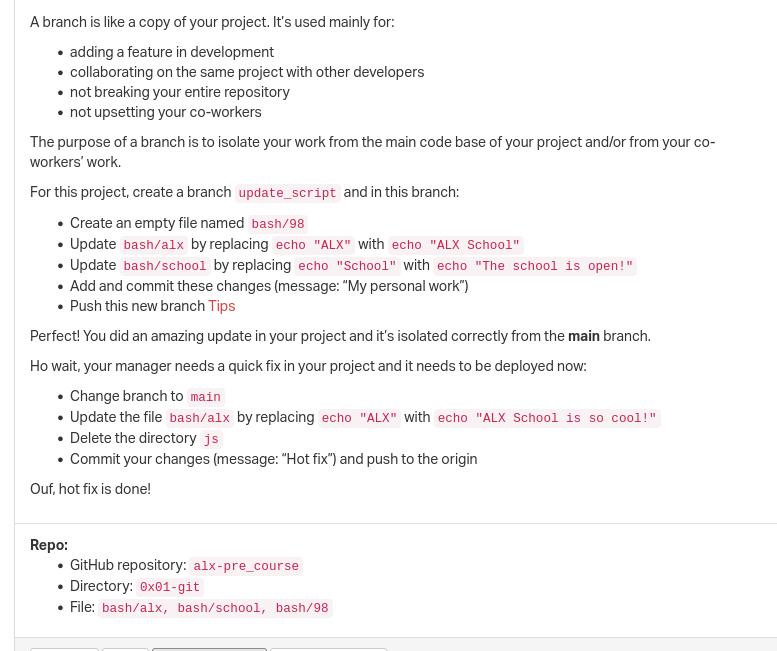 A branch is like a copy of your project. It's used mainly for:
• adding a feature in development
• collaborating on the same project with other developers
• not breaking your entire repository
• not upsetting your co-workers
The purpose of a branch is to isolate your work from the main code base of your project and/or from your co-
workers' work.
For this project, create a branch update_script and in this branch:
• Create an empty file named bash/98
• Update bash/alx by replacing echo "ALX" with echo "ALX School"
• Update bash/school by replacing echo "School" with echo "The school is open!"
• Add and commit these changes (message: “My personal work”)
• Push this new branch Tips
Perfect! You did an amazing update in your project and it's isolated correctly from the main branch.
Ho wait, your manager needs a quick fix in your project and it needs to be deployed now:
• Change branch to main
• Update the file bash/alx by replacing echo "ALX" with echo "ALX School is so cool!"
• Delete the directory js
• Commit your changes (message: “Hot fix”) and push to the origin
Ouf, hot fix is done!
Repo:
• GitHub repository: alx-pre_course
• Directory: 0x01-git
• File: bash/alx, bash/school, bash/98